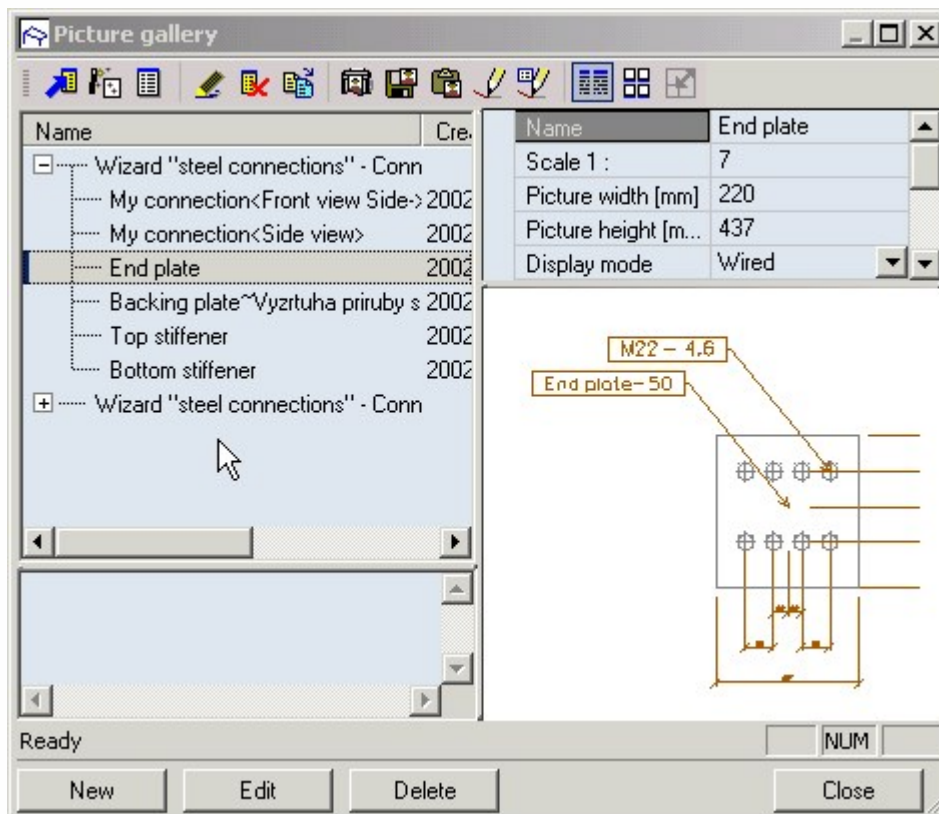 Picture gallery
Name Cre
Wizard "steel connections" - Conn
My connection<Front view Side-> 2002
My connection<Side view> 2002
End plate 2002
Backing plate~Vyzrtuha priruby s 2002
Top stiffener 2002
Bottom stiffener 2002
Wizard "steel connections" - Conn
Name End plate
Scale 1 : 7
Picture width [mm] 220
Picture height [m... 437
Display mode Wired
M22 - 4.6
End plate- 50
Ready
NUM
New Edit Delete Close